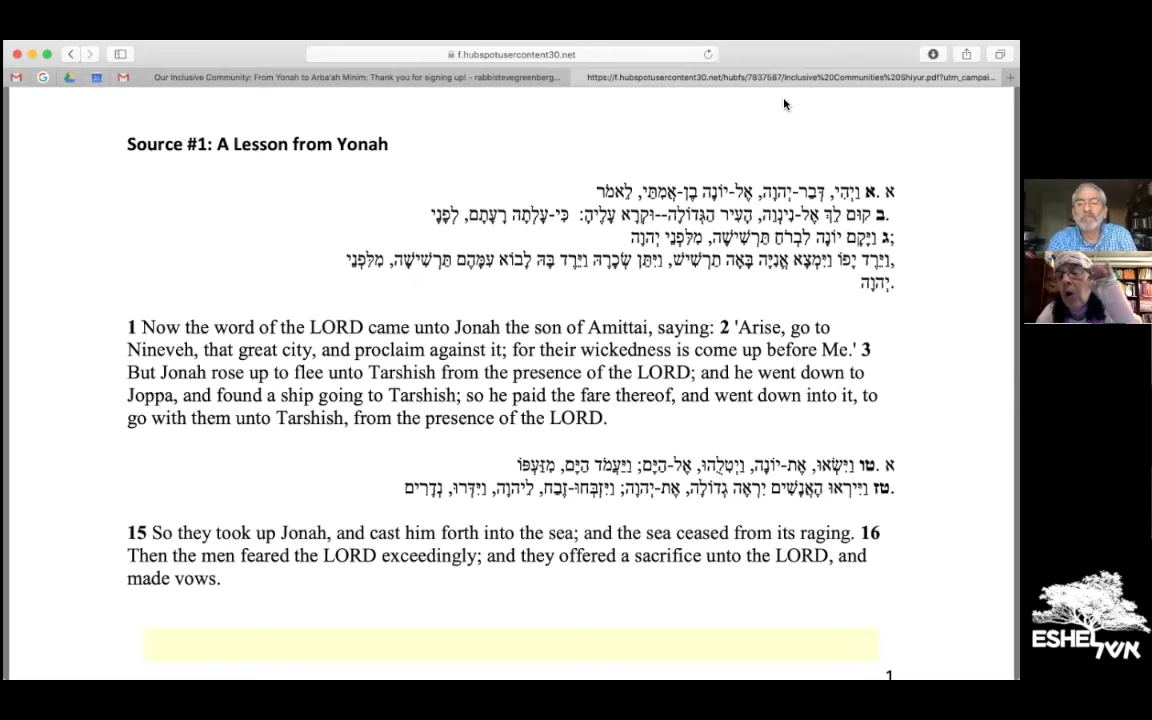 f.hubspotusercontent30.net
Our Inclusive Community: From Yonah to Arba'ah Minim: Thank you for signing up! - rabbistevegreenberg...
https://f.hubspotusercontent30.net/hubfs/7837587/Inclusive%20Communities%20Shiyur.pdf?utm_campai...
Source #1: A Lesson from Yonah
א .א וַיְהִי, דְּבַר-יְהוָה, אֶל-יוֹנָה בֶן-אֲמִתַּי, לֵאמֹר
.ב קוּם לֵךְ אֶל-נִינְוֵה, הָעִיר הַגְּדוֹלָה--וּקְרָא עָלֶיהָ: כִּי-עָלְתָה רָעָתָם, לְפָנָי
;ג וַיָּקָם יוֹנָה לִבְרֹחַ תַּרְשִׁישָׁה, מִלִּפְנֵי יְהוָה
,וַיֵּרֶד יָפוֹ וַיִּמְצָא אֳנִיָּה בָּאָה תַרְשִׁישׁ, וַיִּתֵּן שְׂכָרָהּ וַיֵּרֶד בָּהּ לָבוֹא עִמָּהֶם תַּרְשִׁישָׁה, מִלִּפְנֵי
.יְהוָה
1 Now the word of the LORD came unto Jonah the son of Amittai, saying: 2 'Arise, go to
Nineveh, that great city, and proclaim against it; for their wickedness is come up before Me.' 3
But Jonah rose up to flee unto Tarshish from the presence of the LORD; and he went down to
Joppa, and found a ship going to Tarshish; so he paid the fare thereof, and went down into it, to
go with them unto Tarshish, from the presence of the LORD.
א .טו וַיִּשְׂאוּ, אֶת-יוֹנָה, וַיְטִלֻהוּ, אֶל-הַיָּם; וַיַּעֲמֹד הַיָּם, מִזַּעְפּוֹ
.טז וַיִּירְאוּ הָאֲנָשִׁים יִרְאָה גְדוֹלָה, אֶת-יְהוָה; וַיִּזְבְּחוּ-זֶבַח, לַיהוָה, וַיִּדְּרוּ, נְדָרִים
15 So they took up Jonah, and cast him forth into the sea; and the sea ceased from its raging. 16
Then the men feared the LORD exceedingly; and they offered a sacrifice unto the LORD, and
made vows.
1
ESHEL
אשל